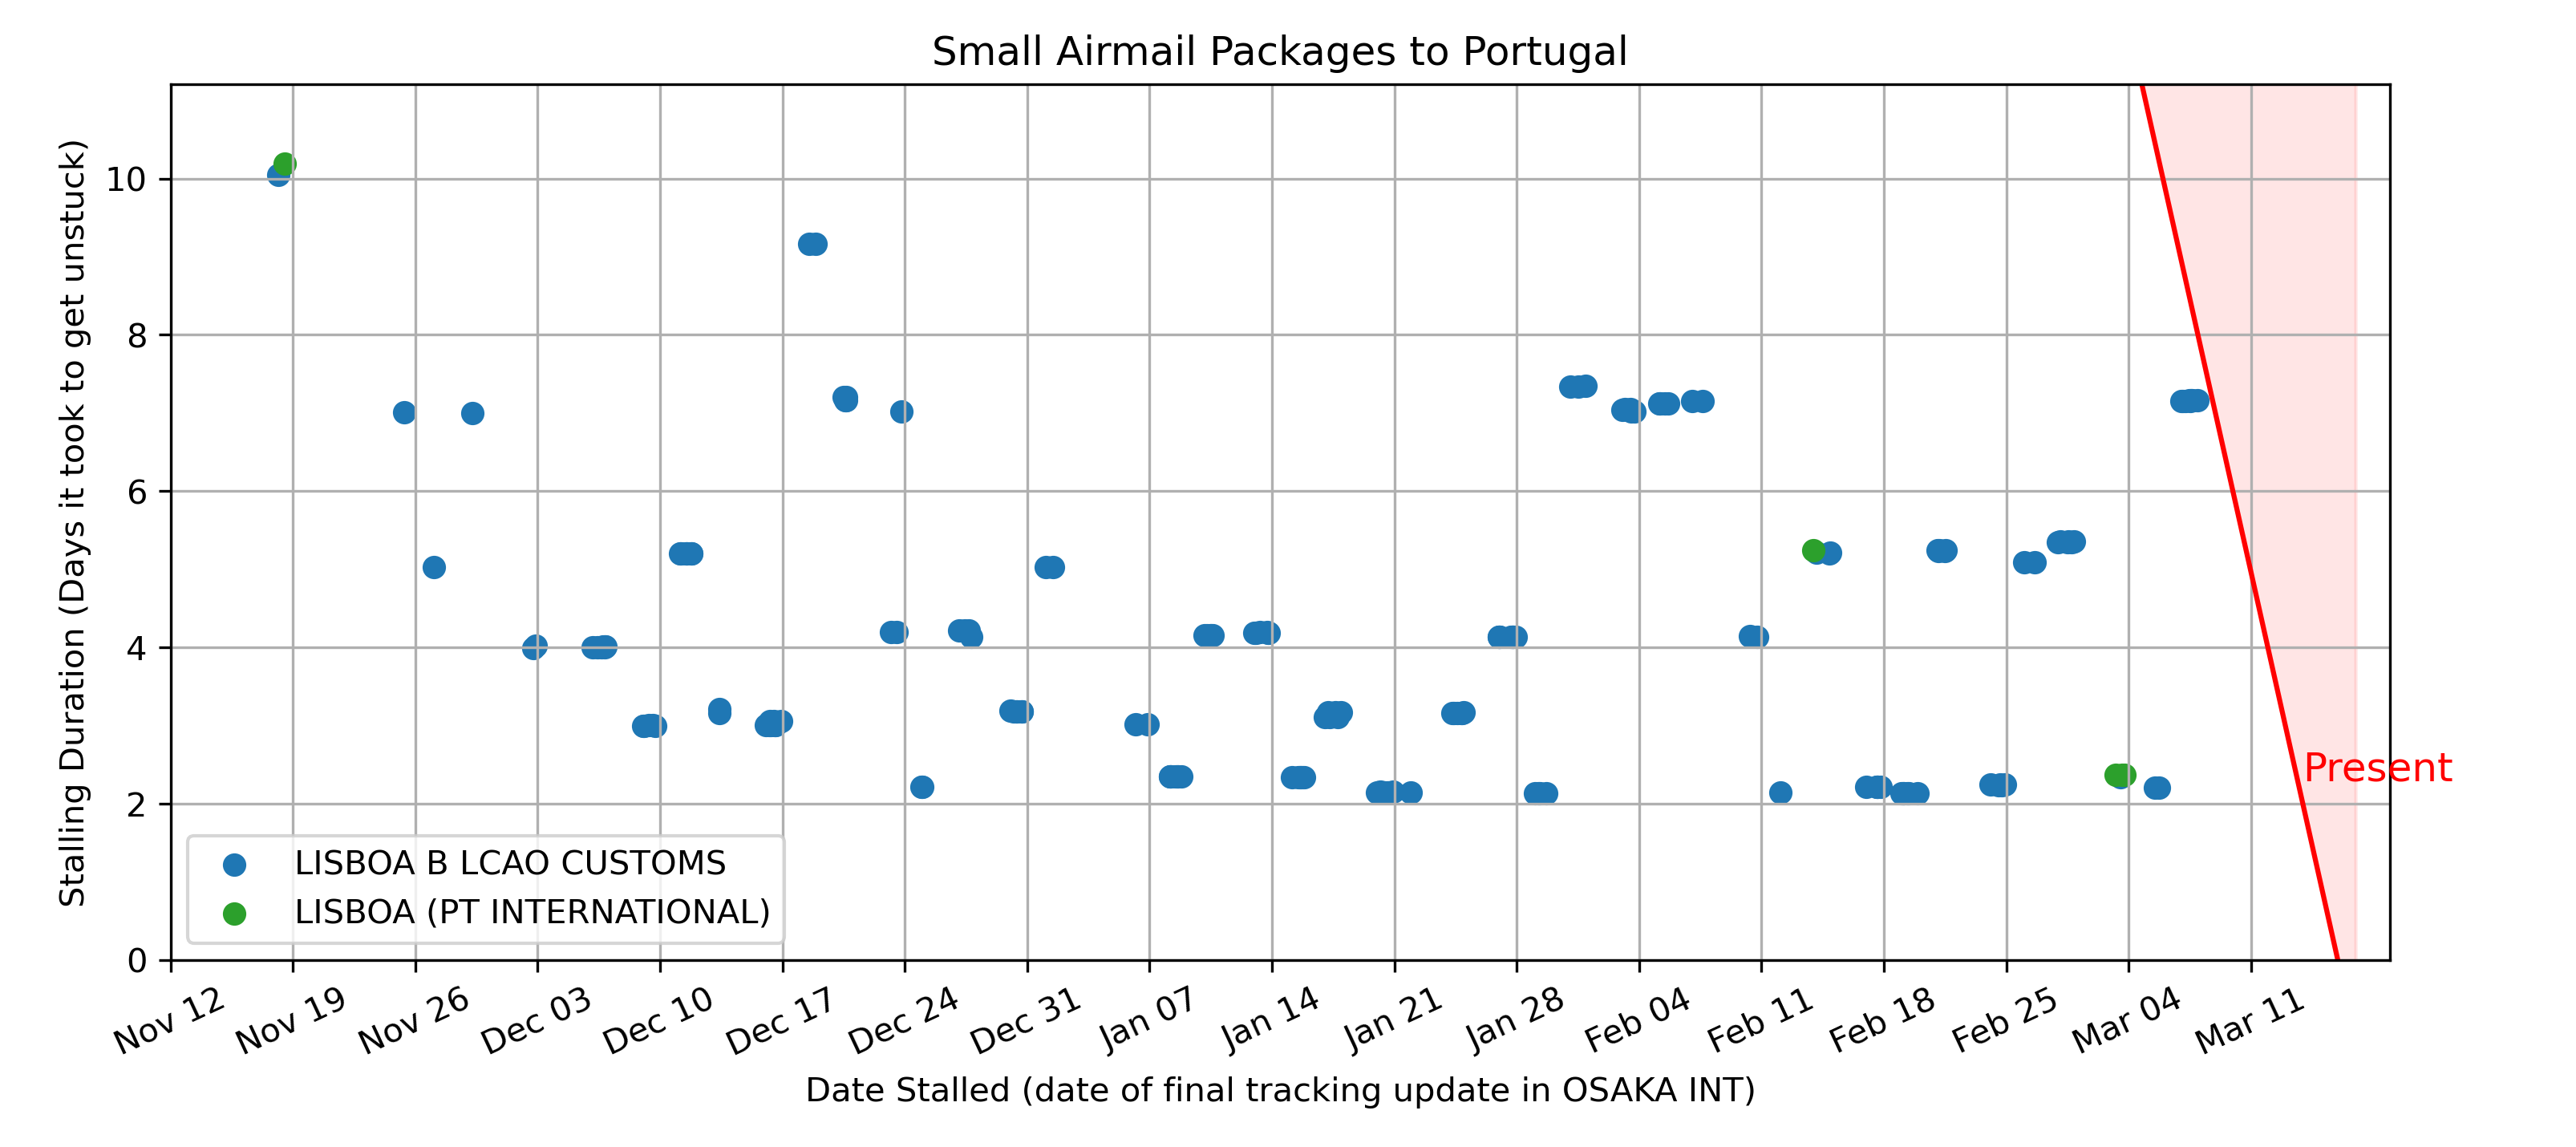 Small Airmail Packages to Portugal
Stalling Duration (Days it took to get unstuck)
10
8
6
4
2
0
Present
LISBOA B LCAO CUSTOMS
LISBOA (PT INTERNATIONAL)
Nov 12
Nov 19
Nov 26
Dec 03
Dec 10
Dec 17
Dec 24
Dec 31
Jan 07
Jan 14
Jan 21
Jan 28
Feb 04
Feb 11
Feb 18
Feb 25
Mar 04
Mar 11
Date Stalled (date of final tracking update in OSAKA INT)